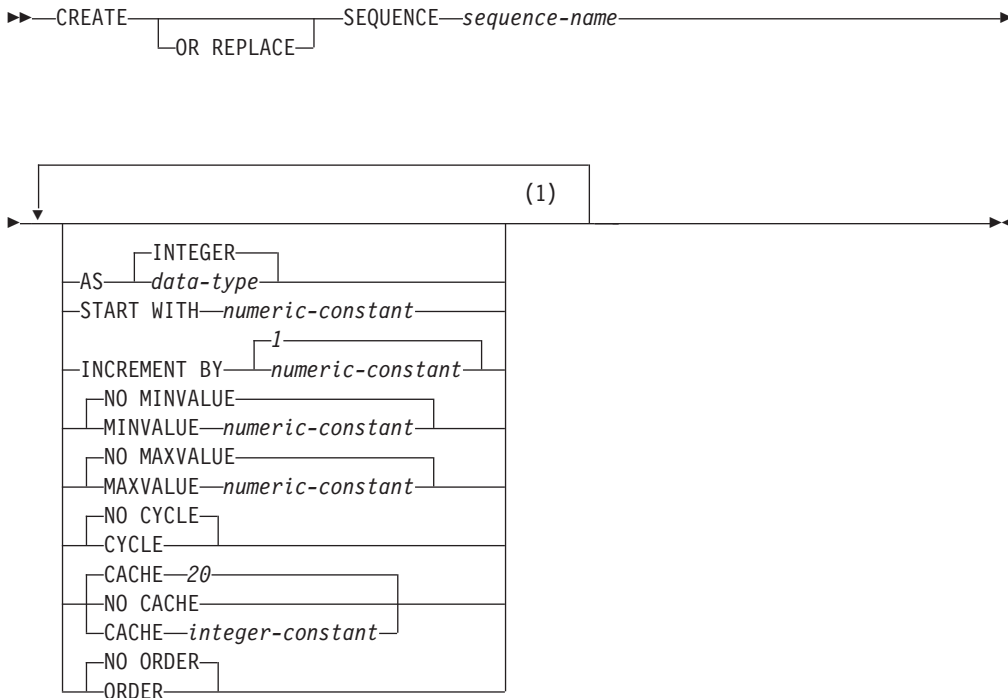 CREATE SEQUENCE sequence-name
OR REPLACE
(1)
INTEGER
AS data-type
START WITH numeric-constant
1
INCREMENT BY numeric-constant
NO MINVALUE
MINVALUE numeric-constant
NO MAXVALUE
MAXVALUE numeric-constant
NO CYCLE
CYCLE
CACHE 20
NO CACHE
CACHE integer-constant
NO ORDER
ORDER